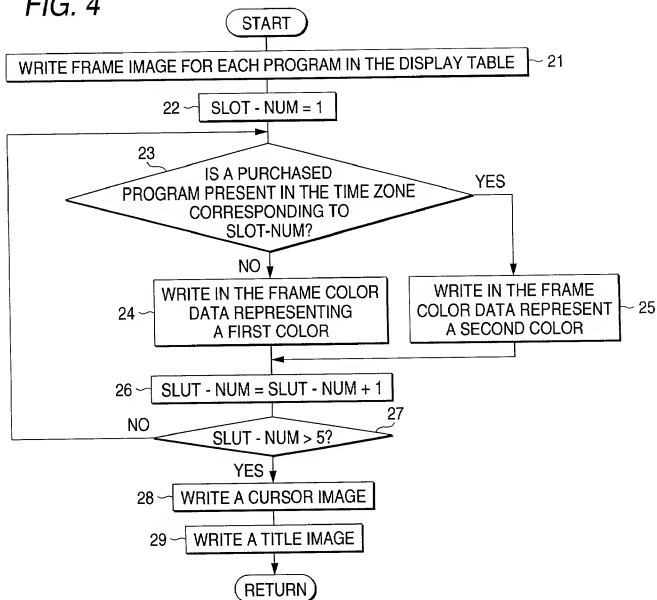 FIG. 4
START
WRITE FRAME IMAGE FOR EACH PROGRAM IN THE DISPLAY TABLE
21
22
SLOT - NUM = 1
23
IS A PURCHASED
PROGRAM PRESENT IN THE TIME ZONE
CORRESPONDING TO
SLOT-NUM?
YES
NO
24
WRITE IN THE FRAME COLOR
DATA REPRESENTING
A FIRST COLOR
WRITE IN THE FRAME
COLOR DATA REPRESENT
A SECOND COLOR
25
26
SLUT - NUM = SLUT - NUM + 1
27
NO
SLUT - NUM > 5?
YES
28
WRITE A CURSOR IMAGE
29
WRITE A TITLE IMAGE
RETURN